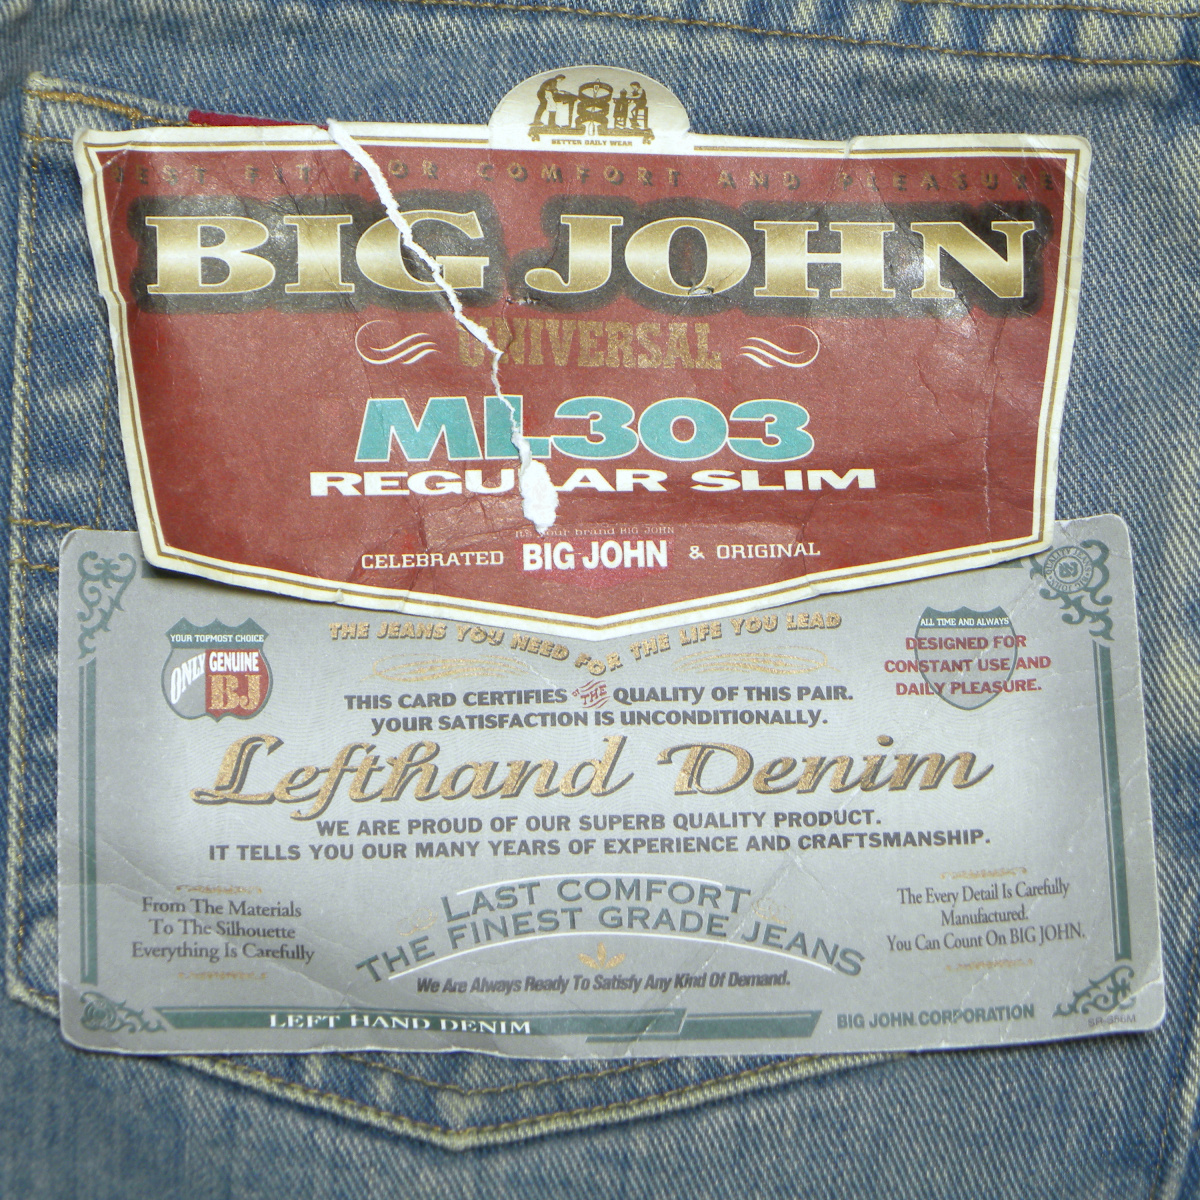 BETTER DAILY WEAR
BEST FIT FOR COMFORT AND PLEASURE
BIG JOHN
UNIVERSAL
ML303
REGULAR SLIM
It's your brand BIG JOHN
CELEBRATED BIG JOHN & ORIGINAL
THE JEANS YOU NEED FOR THE LIFE YOU LEAD
YOUR TOPMOST CHOICE
ONLY GENUINE
BJ
ALL TIME AND ALWAYS
DESIGNED FOR
CONSTANT USE AND
DAILY PLEASURE.
THIS CARD CERTIFIES THE QUALITY OF THIS PAIR.
YOUR SATISFACTION IS UNCONDITIONALLY.
Lefthand Denim
WE ARE PROUD OF OUR SUPERB QUALITY PRODUCT.
IT TELLS YOU OUR MANY YEARS OF EXPERIENCE AND CRAFTSMANSHIP.
From The Materials
To The Silhouette
Everything Is Carefully
LAST COMFORT
THE FINEST GRADE JEANS
We Are Always Ready To Satisfy Any Kind Of Demand.
The Every Detail Is Carefully
Manufactured.
You Can Count On BIG JOHN.
LEFT HAND DENIM
BIG JOHN CORPORATION